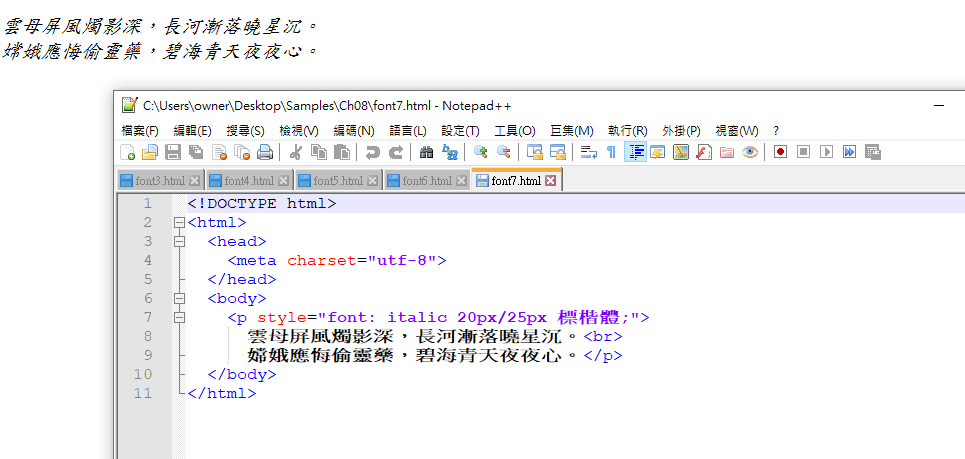 雲母屏風燭影深，長河漸落曉星沉。
嫦娥應悔偷靈藥，碧海青天夜夜心。
C:\Users\owner\Desktop\Samples\Ch08\font7.html - Notepad++
檔案(F) 編輯(E) 搜尋(S) 檢視(V) 編碼(N) 語言(L) 設定(T) 工具(O) 巨集(M) 執行(R) 外掛(P) 視窗(W) ?
font3.html font4.html font5.html font6.html font7.html
1 <!DOCTYPE html>
2 <html>
3 <head>
4 <meta charset="utf-8">
5 </head>
6 <body>
7 <p style="font: italic 20px/25px 標楷體;">
8 雲母屏風燭影深，長河漸落曉星沉。<br>
9 嫦娥應悔偷靈藥，碧海青天夜夜心。</p>
10 </body>
11 </html>